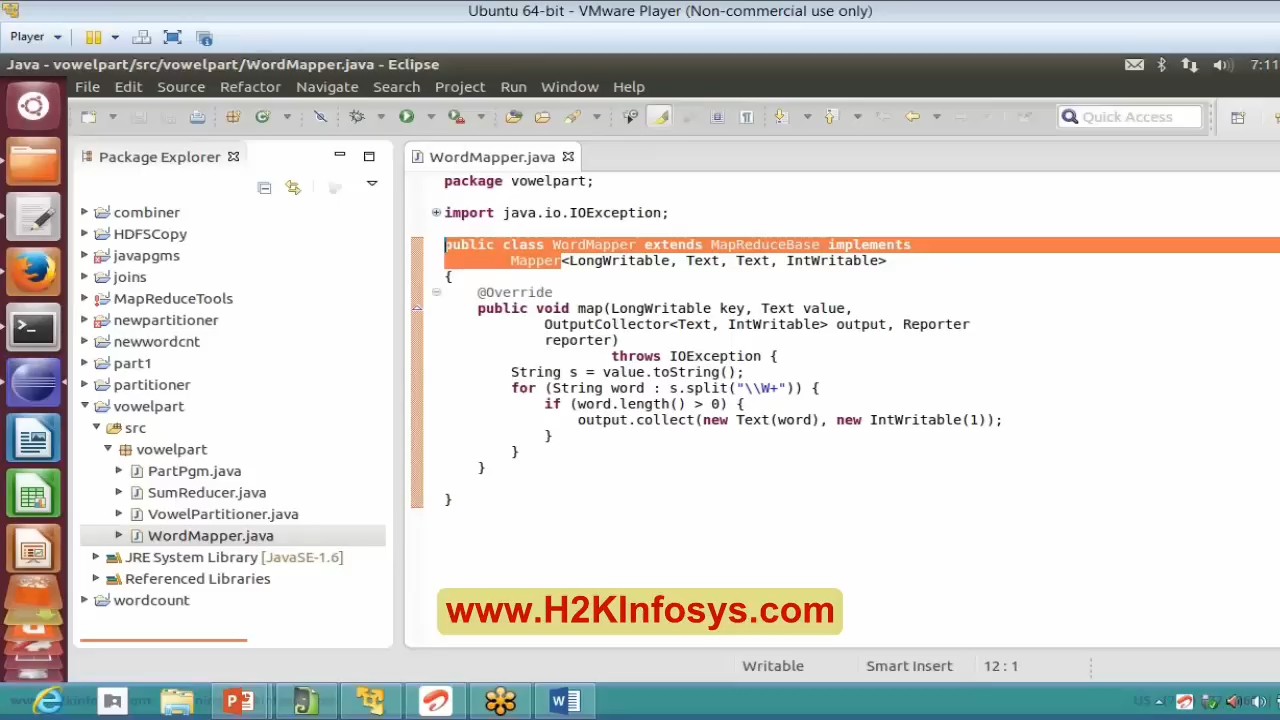 Ubuntu 64-bit - VMware Player (Non-commercial use only)
Player
Java - vowelpart/src/vowelpart/WordMapper.java - Eclipse
7:11
File Edit Source Refactor Navigate Search Project Run Window Help
Quick Access
Package Explorer
WordMapper.java
combiner
HDFSCopy
javapgms
joins
MapReduceTools
newpartitioner
newwordcnt
part1
partitioner
vowelpart
src
vowelpart
PartPgm.java
SumReducer.java
VowelPartitioner.java
WordMapper.java
JRE System Library [JavaSE-1.6]
Referenced Libraries
wordcount
package vowelpart;
import java.io.IOException;
public class WordMapper extends MapReduceBase implements
Mapper<LongWritable, Text, Text, IntWritable>
{
@Override
public void map(LongWritable key, Text value,
OutputCollector<Text, IntWritable> output, Reporter
reporter)
throws IOException {
String s = value.toString();
for (String word : s.split("\\W+")) {
if (word.length() > 0) {
output.collect(new Text(word), new IntWritable(1));
}
}
}
}
www.H2KInfosys.com
Writable Smart Insert 12 : 1